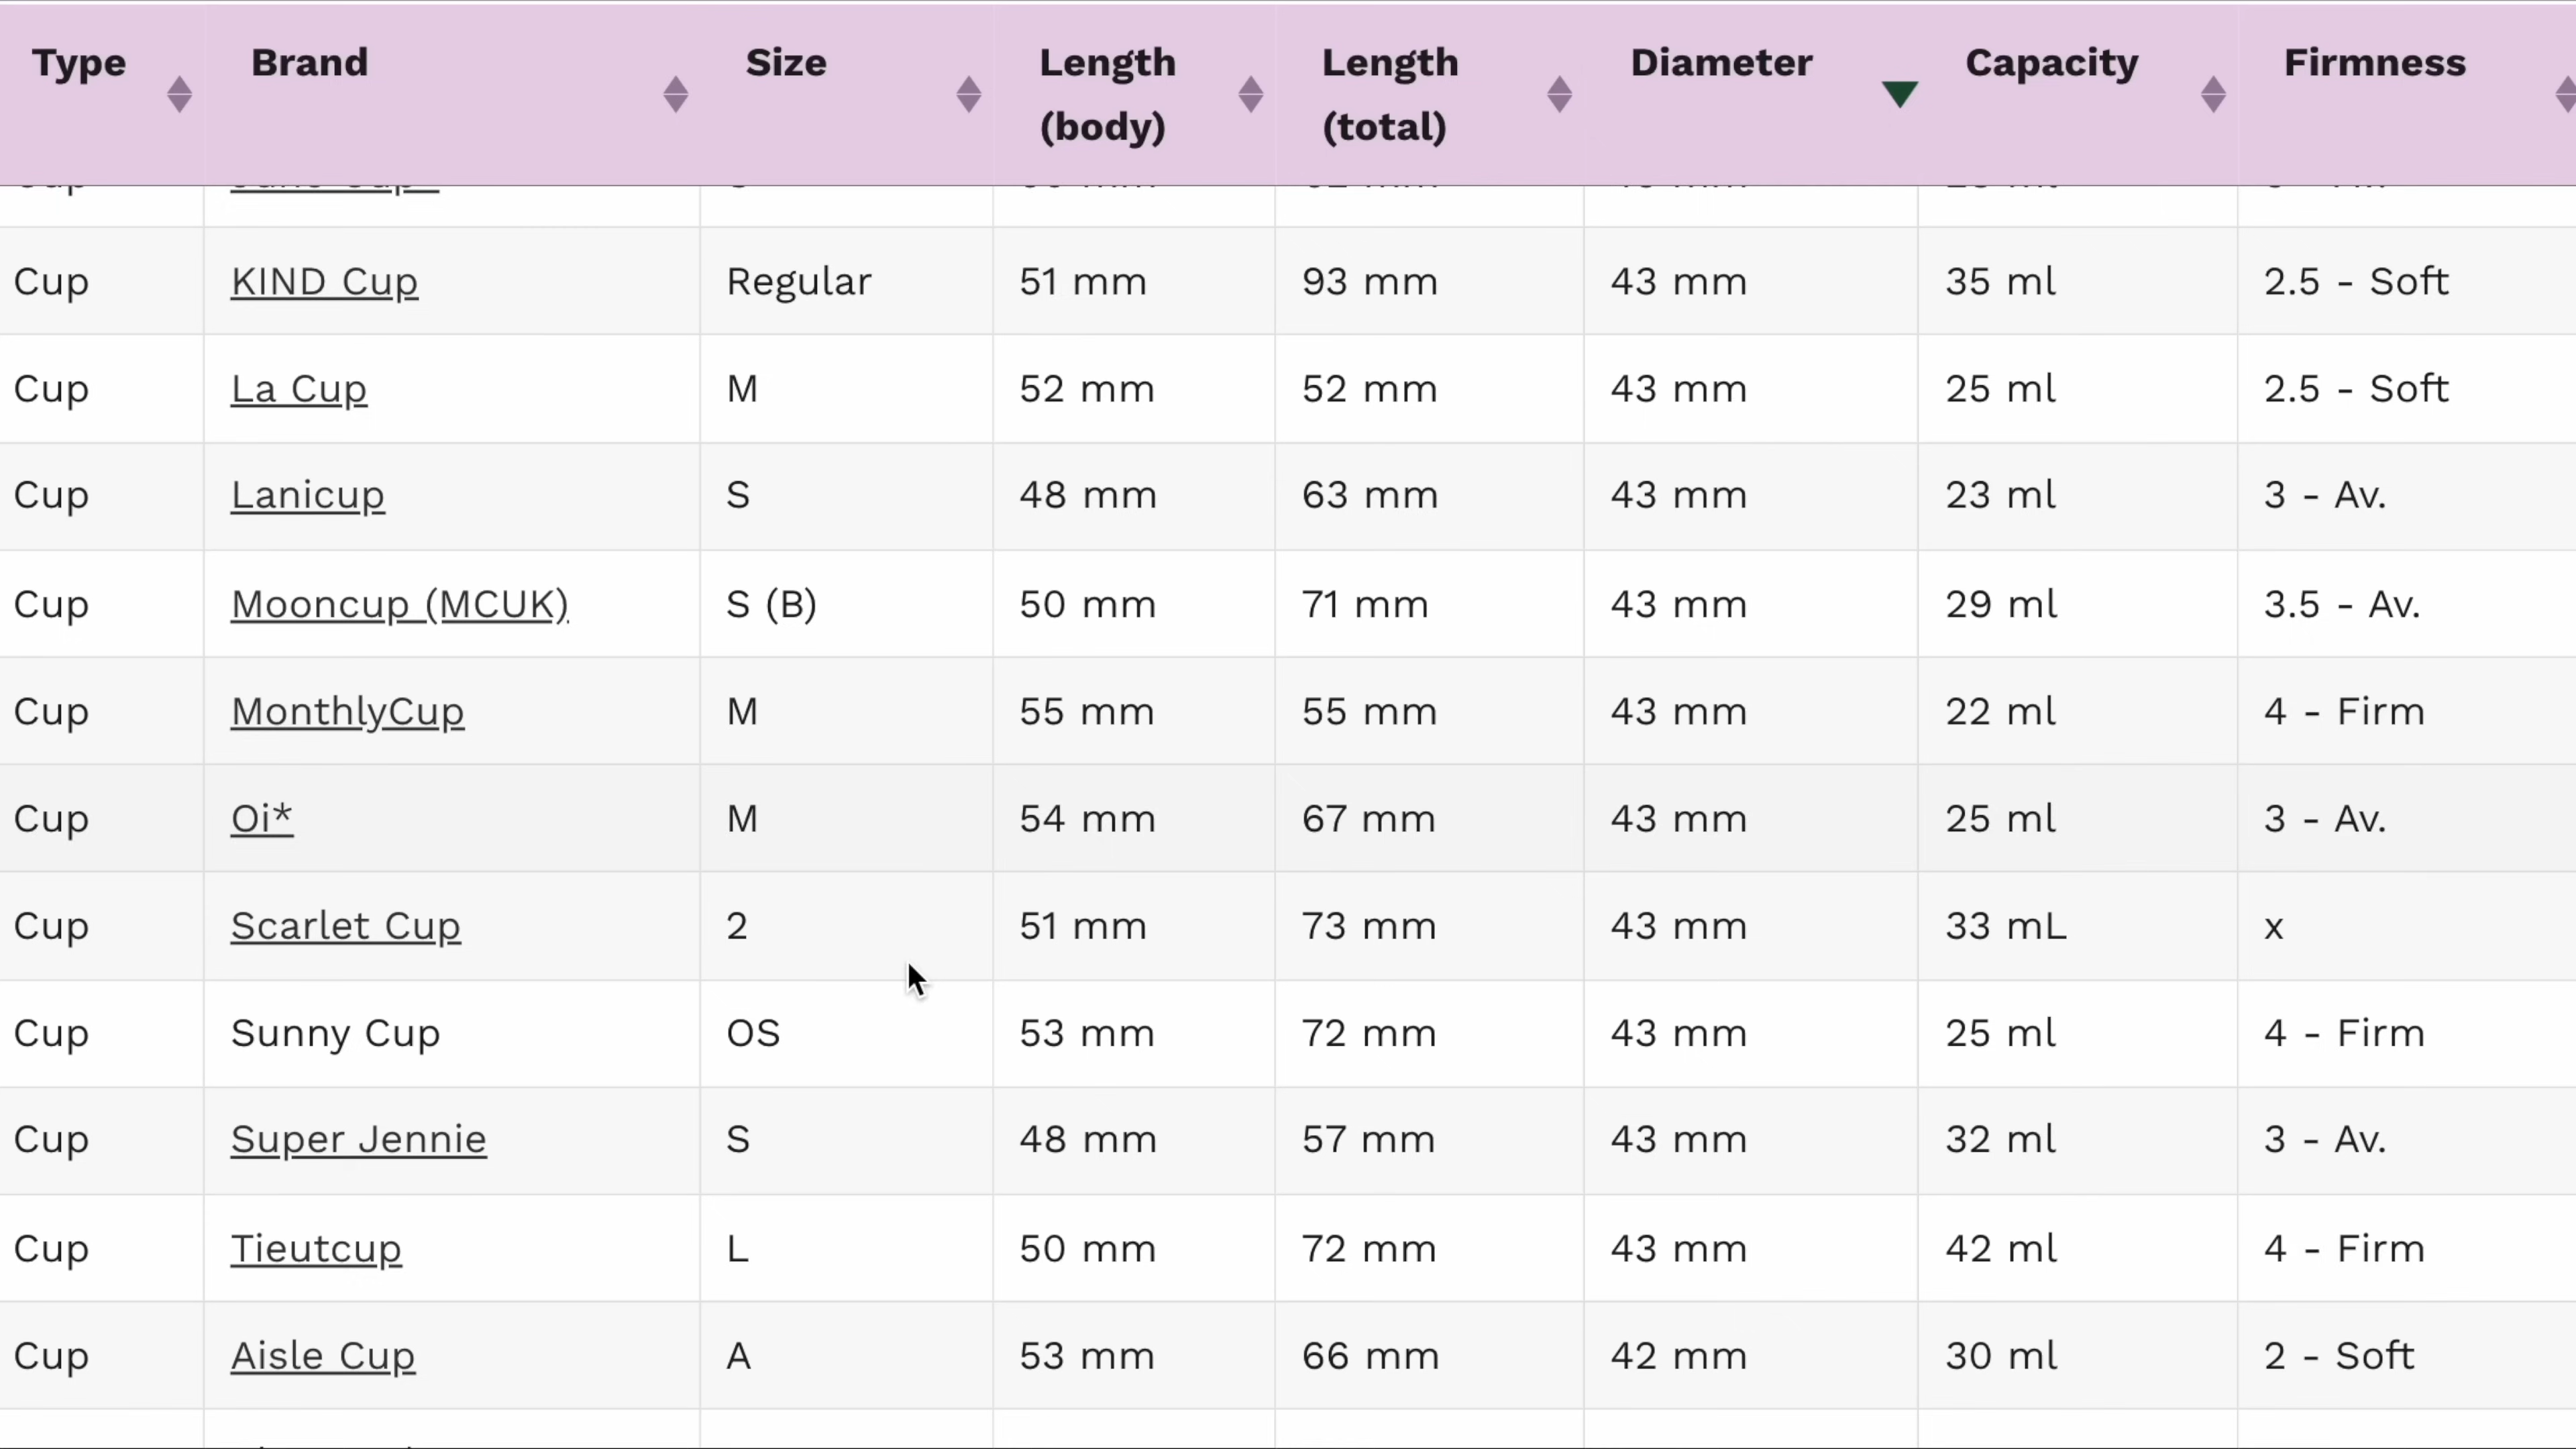 Type Brand Size Length (body) Length (total) Diameter Capacity Firmness
Cup KIND Cup Regular 51 mm 93 mm 43 mm 35 ml 2.5 - Soft
Cup La Cup M 52 mm 52 mm 43 mm 25 ml 2.5 - Soft
Cup Lanicup S 48 mm 63 mm 43 mm 23 ml 3 - Av.
Cup Mooncup (MCUK) S (B) 50 mm 71 mm 43 mm 29 ml 3.5 - Av.
Cup MonthlyCup M 55 mm 55 mm 43 mm 22 ml 4 - Firm
Cup Oi* M 54 mm 67 mm 43 mm 25 ml 3 - Av.
Cup Scarlet Cup 2 51 mm 73 mm 43 mm 33 mL x
Cup Sunny Cup OS 53 mm 72 mm 43 mm 25 ml 4 - Firm
Cup Super Jennie S 48 mm 57 mm 43 mm 32 ml 3 - Av.
Cup Tieutcup L 50 mm 72 mm 43 mm 42 ml 4 - Firm
Cup Aisle Cup A 53 mm 66 mm 42 mm 30 ml 2 - Soft